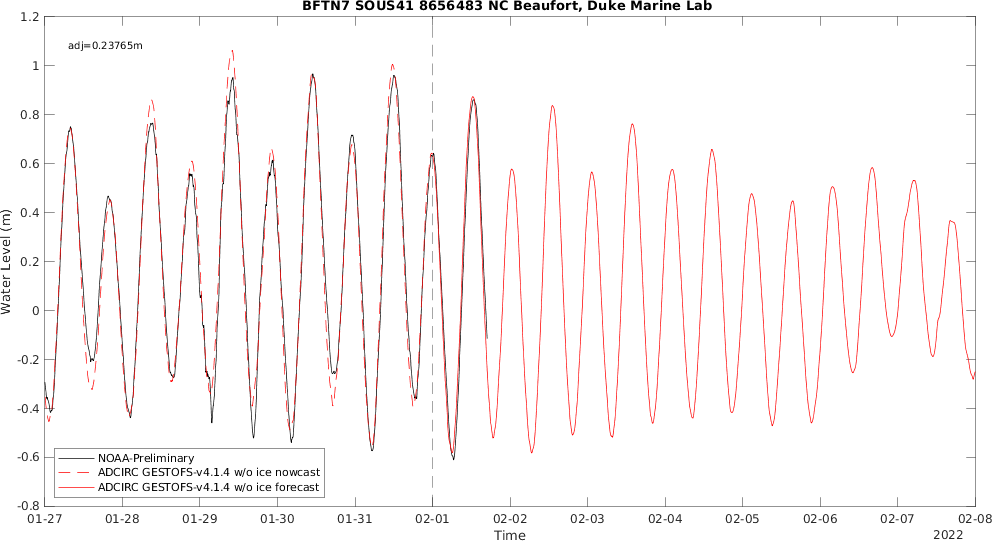 BFTN7 SOUS41 8656483 NC Beaufort, Duke Marine Lab
adj=0.23765m
1.2
1
0.8
0.6
0.4
0.2
0
-0.2
-0.4
-0.6
-0.8
Water Level (m)
NOAA-Preliminary
ADCIRC GESTOFS-v4.1.4 w/o ice nowcast
ADCIRC GESTOFS-v4.1.4 w/o ice forecast
01-27 01-28 01-29 01-30 01-31 02-01 02-02 02-03 02-04 02-05 02-06 02-07 02-08
Time
2022